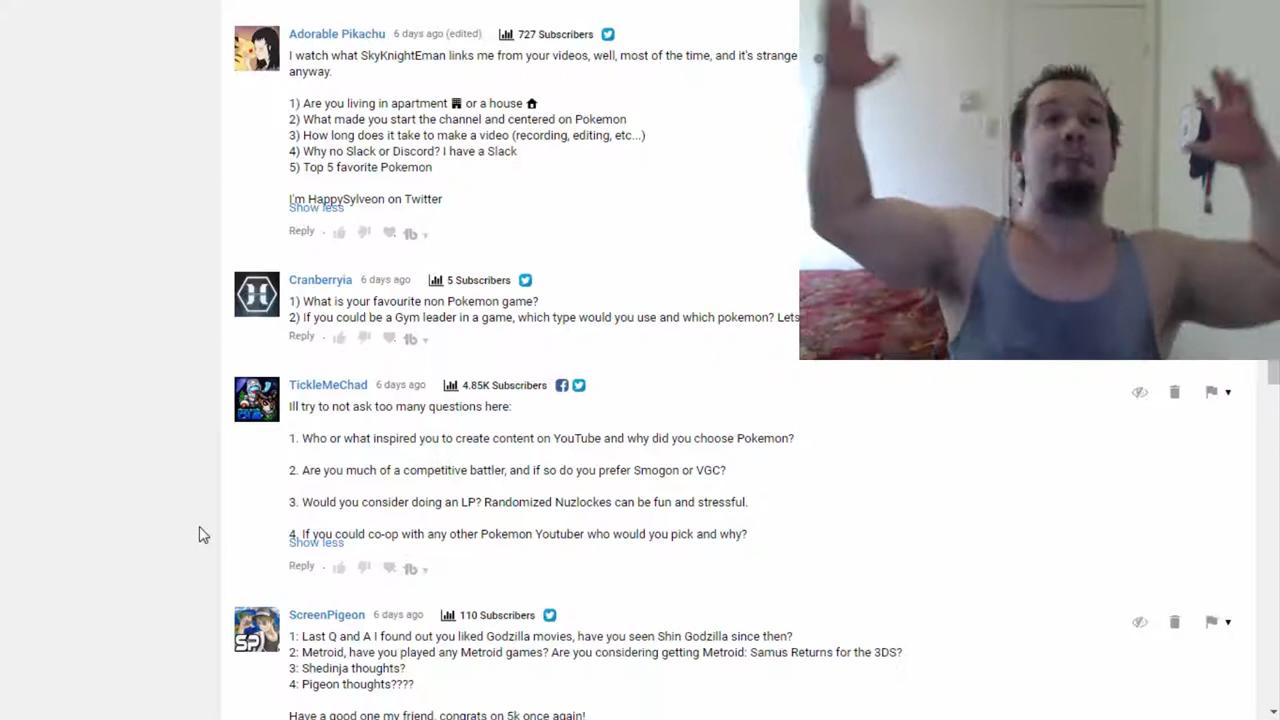 Adorable Pikachu 6 days ago (edited) 727 Subscribers
I watch what SkyKnightEman links me from your videos, well, most of the time, and it's strange
anyway.
1) Are you living in apartment or a house
2) What made you start the channel and centered on Pokemon
3) How long does it take to make a video (recording, editing, etc...)
4) Why no Slack or Discord? I have a Slack
5) Top 5 favorite Pokemon
I'm HappySylveon on Twitter
Show less
Reply
Cranberryia 6 days ago 5 Subscribers
1) What is your favourite non Pokemon game?
2) If you could be a Gym leader in a game, which type would you use and which pokemon? Lets
Reply
TickleMeChad 6 days ago 4.85K Subscribers
Ill try to not ask too many questions here:
1. Who or what inspired you to create content on YouTube and why did you choose Pokemon?
2. Are you much of a competitive battler, and if so do you prefer Smogon or VGC?
3. Would you consider doing an LP? Randomized Nuzlockes can be fun and stressful.
4. If you could co-op with any other Pokemon Youtuber who would you pick and why?
Show less
Reply
ScreenPigeon 6 days ago 110 Subscribers
1: Last Q and A I found out you liked Godzilla movies, have you seen Shin Godzilla since then?
2: Metroid, have you played any Metroid games? Are you considering getting Metroid: Samus Returns for the 3DS?
3: Shedinja thoughts?
4: Pigeon thoughts????
Have a good one my friend, congrats on 5k once again!